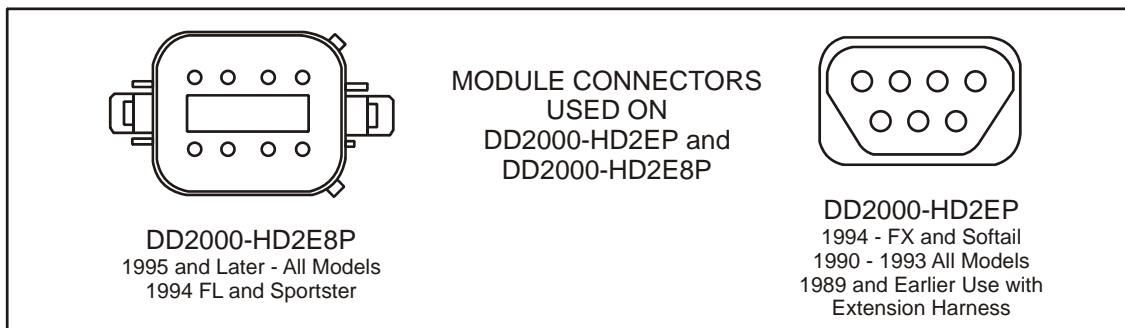 MODULE CONNECTORS
USED ON
DD2000-HD2EP and
DD2000-HD2E8P
DD2000-HD2E8P
1995 and Later - All Models
1994 FL and Sportster
DD2000-HD2EP
1994 - FX and Softail
1990 - 1993 All Models
1989 and Earlier Use with
Extension Harness